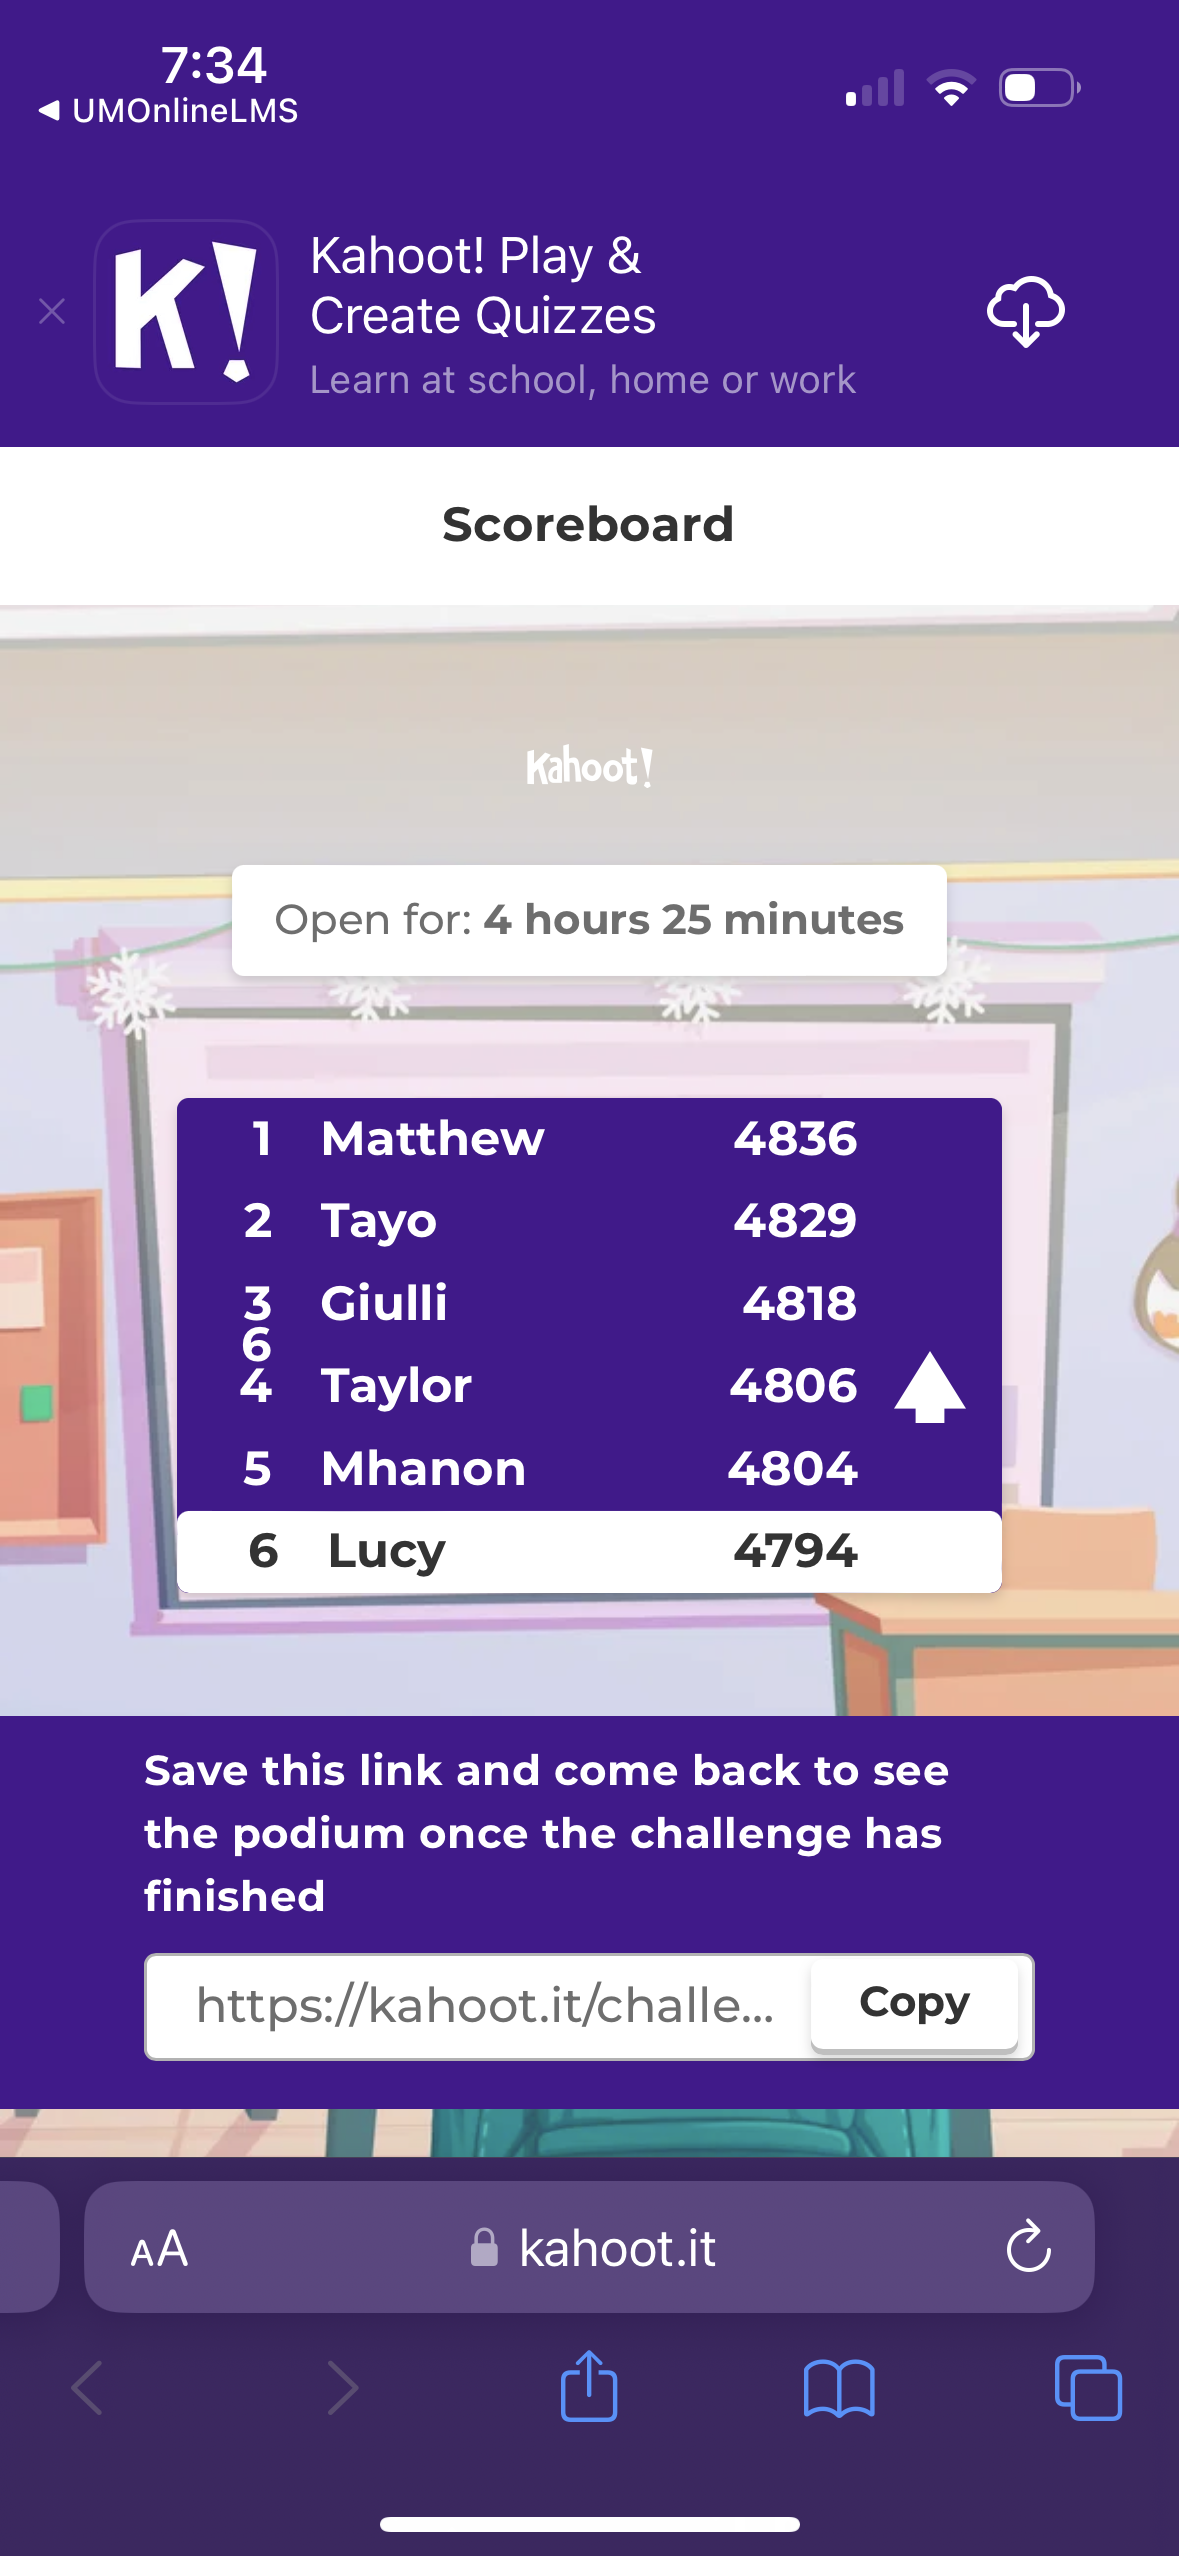 7:34
UMOnlineLMS
K!
Kahoot! Play &
Create Quizzes
Learn at school, home or work
Scoreboard
Kahoot!
Open for: 4 hours 25 minutes
1 Matthew 4836
2 Tayo 4829
3 Giulli 4818
6
4 Taylor 4806
5 Mhanon 4804
6 Lucy 4794
Save this link and come back to see
the podium once the challenge has
finished
https://kahoot.it/challe... Copy
AA kahoot.it